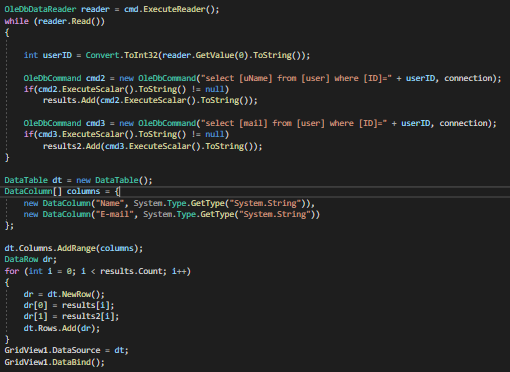 OleDbDataReader reader = cmd.ExecuteReader();
while (reader.Read())
{
int userID = Convert.ToInt32(reader.GetValue(0).ToString());
OleDbCommand cmd2 = new OleDbCommand("select [uName] from [user] where [ID]=" + userID, connection);
if(cmd2.ExecuteScalar().ToString() != null)
results.Add(cmd2.ExecuteScalar().ToString());
OleDbCommand cmd3 = new OleDbCommand("select [mail] from [user] where [ID]=" + userID, connection);
if(cmd3.ExecuteScalar().ToString() != null)
results2.Add(cmd3.ExecuteScalar().ToString());
}
DataTable dt = new DataTable();
DataColumn[] columns = {
new DataColumn("Name", System.Type.GetType("System.String")),
new DataColumn("E-mail", System.Type.GetType("System.String"))
};
dt.Columns.AddRange(columns);
DataRow dr;
for (int i = 0; i < results.Count; i++)
{
dr = dt.NewRow();
dr[0] = results[i];
dr[1] = results2[i];
dt.Rows.Add(dr);
}
GridView1.DataSource = dt;
GridView1.DataBind();